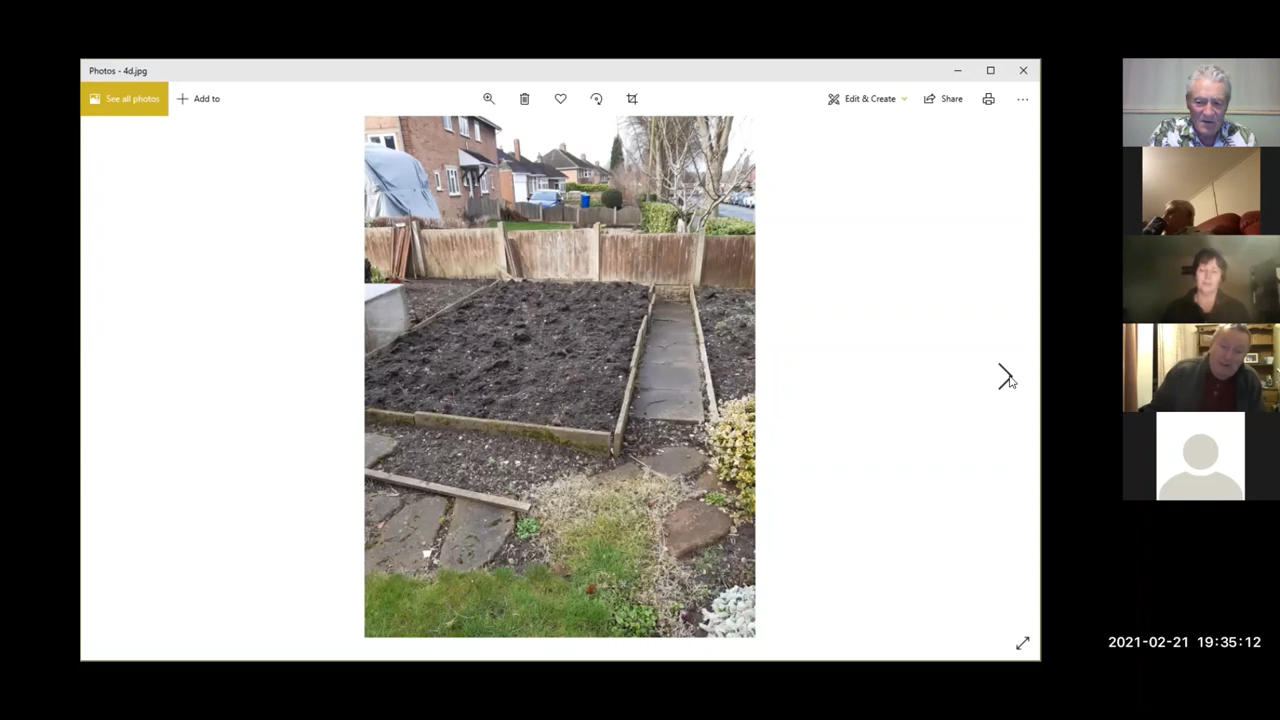 Photos - 4d.jpg
See all photos
Add to
Edit & Create
Share
2021-02-21 19:35:12